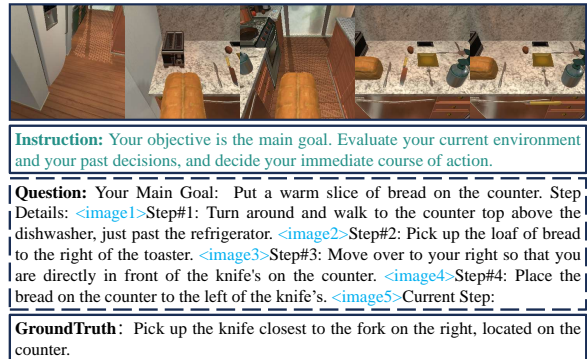 Instruction: Your objective is the main goal. Evaluate your current environment
and your past decisions, and decide your immediate course of action.
Question: Your Main Goal: Put a warm slice of bread on the counter. Step
Details: <image1>Step#1: Turn around and walk to the counter top above the
dishwasher, just past the refrigerator. <image2>Step#2: Pick up the loaf of bread
to the right of the toaster. <image3>Step#3: Move over to your right so that you
are directly in front of the knife's on the counter. <image4>Step#4: Place the
bread on the counter to the left of the knife’s. <image5>Current Step:
GroundTruth: Pick up the knife closest to the fork on the right, located on the
counter.